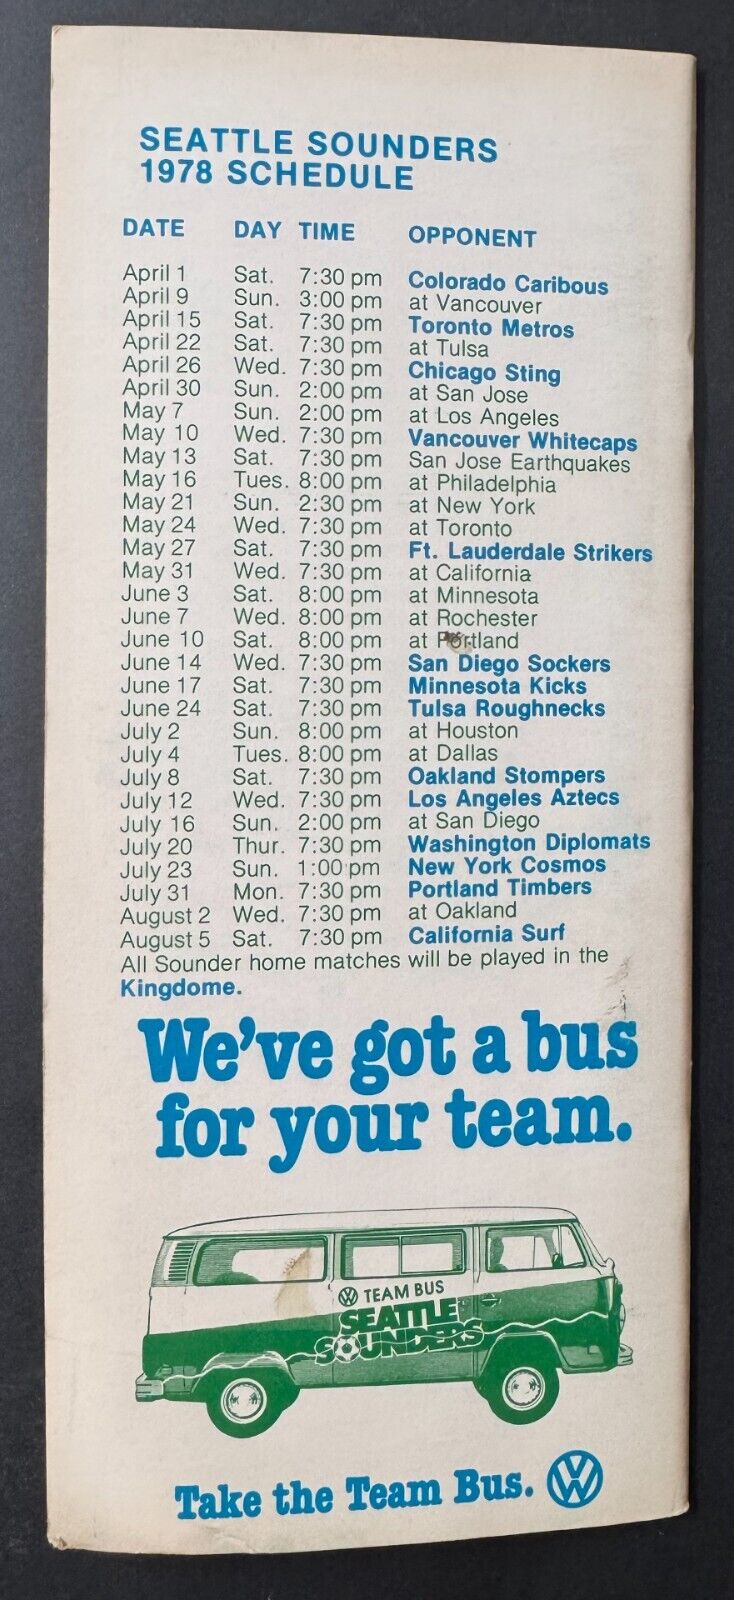 SEATTLE SOUNDERS
1978 SCHEDULE
DATE DAY TIME OPPONENT
April 1 Sat. 7:30 pm Colorado Caribous
April 9 Sun. 3:00 pm at Vancouver
April 15 Sat. 7:30 pm Toronto Metros
April 22 Sat. 7:30 pm at Tulsa
April 26 Wed. 7:30 pm Chicago Sting
April 30 Sun. 2:00 pm at San Jose
May 7 Sun. 2:00 pm at Los Angeles
May 10 Wed. 7:30 pm Vancouver Whitecaps
May 13 Sat. 7:30 pm San Jose Earthquakes
May 16 Tues. 8:00 pm at Philadelphia
May 21 Sun. 2:30 pm at New York
May 24 Wed. 7:30 pm at Toronto
May 27 Sat. 7:30 pm Ft. Lauderdale Strikers
May 31 Wed. 7:30 pm at California
June 3 Sat. 8:00 pm at Minnesota
June 7 Wed. 8:00 pm at Rochester
June 10 Sat. 8:00 pm at Portland
June 14 Wed. 7:30 pm San Diego Sockers
June 17 Sat. 7:30 pm Minnesota Kicks
June 24 Sat. 7:30 pm Tulsa Roughnecks
July 2 Sun. 8:00 pm at Houston
July 4 Tues. 8:00 pm at Dallas
July 8 Sat. 7:30 pm Oakland Stompers
July 12 Wed. 7:30 pm Los Angeles Aztecs
July 16 Sun. 2:00 pm at San Diego
July 20 Thur. 7:30 pm Washington Diplomats
July 23 Sun. 1:00 pm New York Cosmos
July 31 Mon. 7:30 pm Portland Timbers
August 2 Wed. 7:30 pm at Oakland
August 5 Sat. 7:30 pm California Surf
All Sounder home matches will be played in the
Kingdome.
We've got a bus
for your team.
VW TEAM BUS
SEATTLE
SOUNDERS
Take the Team Bus. VW